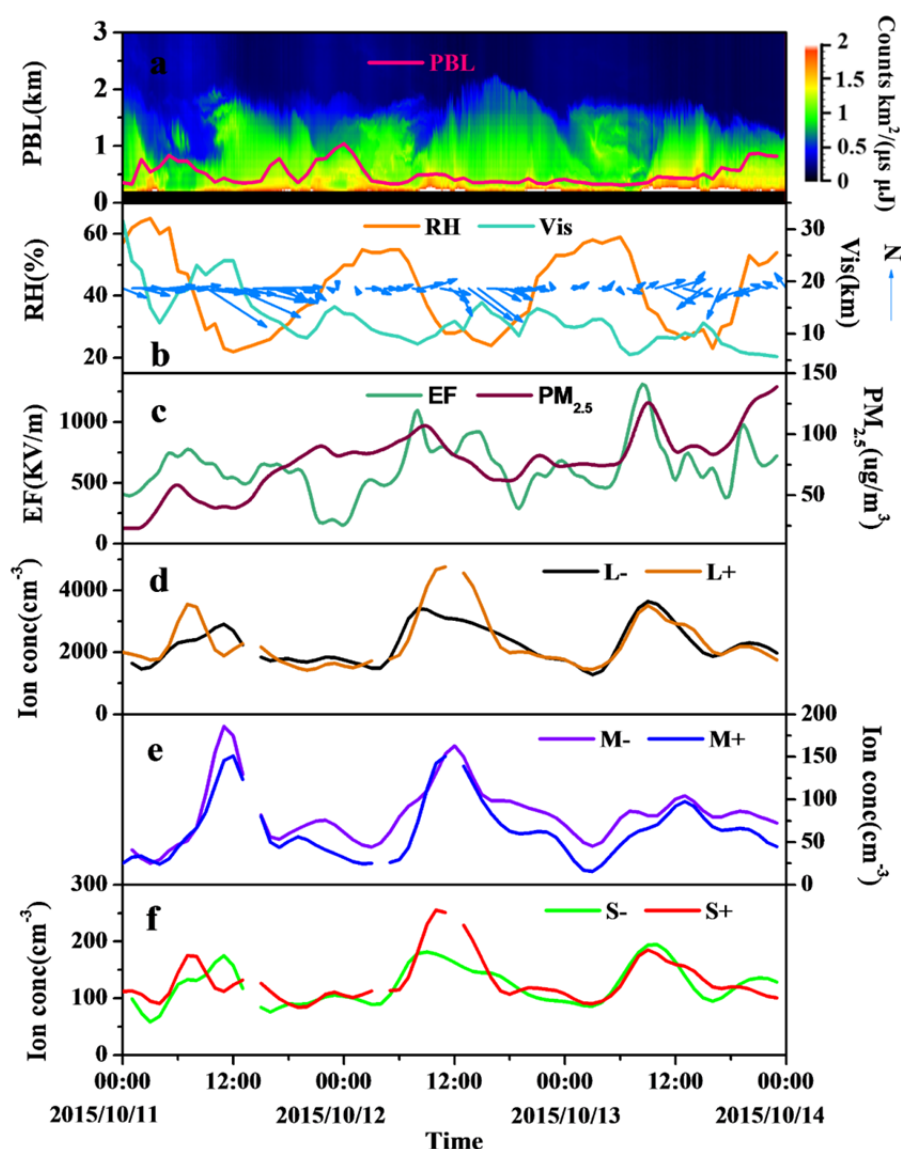 3
2
1
0
PBL(km)
a
PBL
2
1.5
1
0.5
0
Counts km²/(μs μJ)
60
40
20
RH(%)
b
RH
Vis
30
20
10
Vis(km)
N
1000
500
0
EF(KV/m)
c
EF
PM₂.₅
150
100
50
PM₂.₅(ug/m³)
4000
2000
0
Ion conc(cm⁻³)
d
L-
L+
e
M-
M+
200
150
100
50
0
Ion conc(cm⁻³)
300
200
100
0
Ion conc(cm⁻³)
f
S-
S+
00:00 12:00 00:00 12:00 00:00 12:00 00:00
2015/10/11 2015/10/12 2015/10/13 2015/10/14
Time